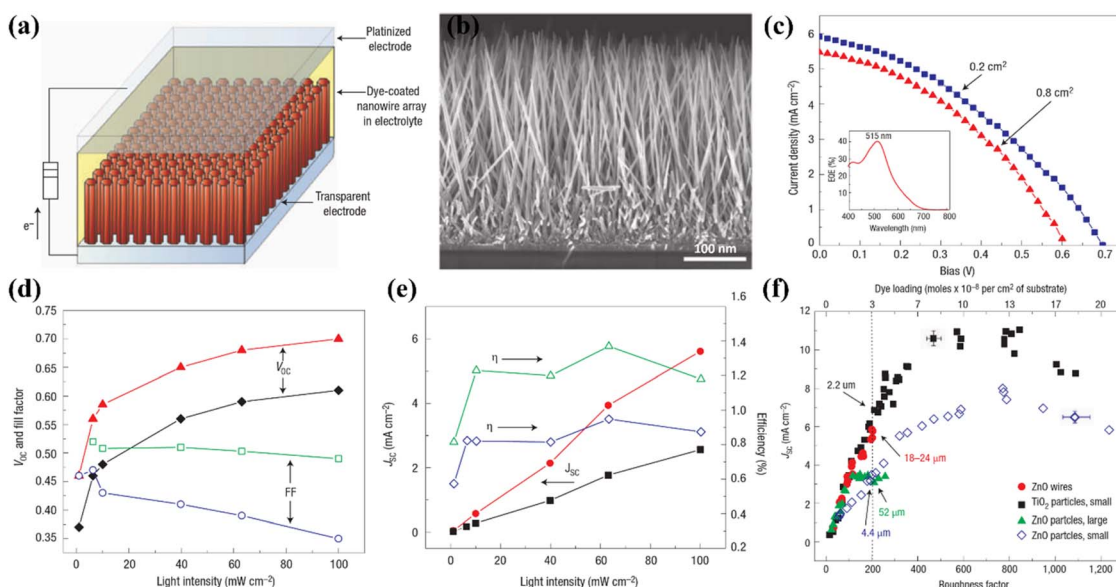 (a)
Platinized
electrode
Dye-coated
nanowire array
in electrolyte
Transparent
electrode
e⁻
(b)
100 nm
(c)
Current density (mA cm⁻²)
6
5
4
3
2
1
0
0.2 cm²
0.8 cm²
515 nm
EQE (%)
40
30
20
10
400 500 600 700 800
Wavelength (nm)
0.0 0.1 0.2 0.3 0.4 0.5 0.6 0.7
Bias (V)
(d)
V_OC and fill factor
0.75
0.70
0.65
0.60
0.55
0.50
0.45
0.40
0.35
V_OC
FF
0 20 40 60 80 100
Light intensity (mW cm⁻²)
(e)
J_SC (mA cm⁻²)
6
4
2
0
η
η
J_SC
1.6
1.4
1.2
1.0
0.8
0.6
0.4
0.3
0.2
Efficiency (%)
0 20 40 60 80 100
Light intensity (mW cm⁻²)
(f)
Dye loading (moles x 10⁻⁸ per cm² of substrate)
0 3 7 10 13 17 20
J_SC (mA cm⁻²)
12
10
8
6
4
2
0
2.2 um
18–24 μm
52 μm
4.4 μm
ZnO wires
TiO₂ particles, small
ZnO partcles, large
ZnO partcles, small
0 200 400 600 800 1,000 1,200
Roughness factor